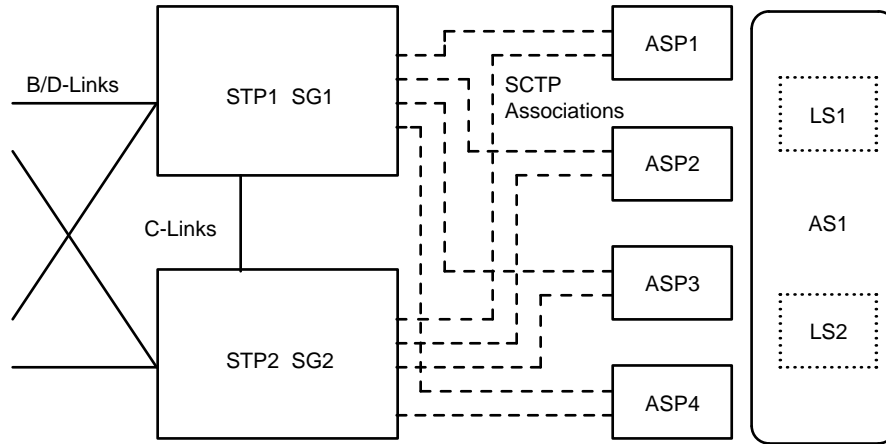 B/D-Links
STP1 SG1
C-Links
STP2 SG2
SCTP
Associations
ASP1
ASP2
ASP3
ASP4
LS1
AS1
LS2